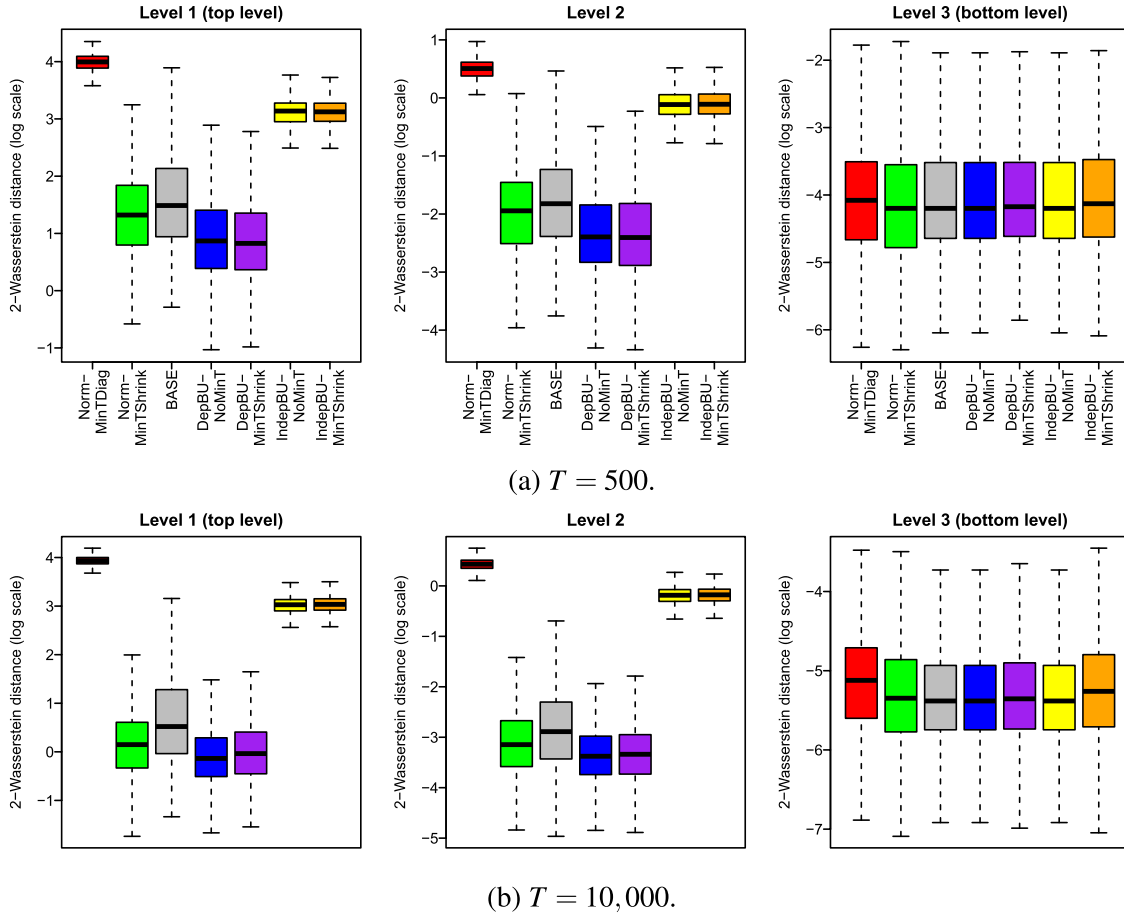 Level 1 (top level)
Level 2
Level 3 (bottom level)
2−Wasserstein distance (log scale)
4
3
2
1
0
−1
2−Wasserstein distance (log scale)
1
0
−1
−2
−3
−4
2−Wasserstein distance (log scale)
−2
−3
−4
−5
−6
Norm−
MinTDiag
Norm−
MinTShrink
BASE
DepBU−
NoMinT
DepBU−
MinTShrink
IndepBU−
NoMinT
IndepBU−
MinTShrink
Norm−
MinTDiag
Norm−
MinTShrink
BASE
DepBU−
NoMinT
DepBU−
MinTShrink
IndepBU−
NoMinT
IndepBU−
MinTShrink
Norm−
MinTDiag
Norm−
MinTShrink
BASE
DepBU−
NoMinT
DepBU−
MinTShrink
IndepBU−
NoMinT
IndepBU−
MinTShrink
(a) T = 500.
Level 1 (top level)
Level 2
Level 3 (bottom level)
2−Wasserstein distance (log scale)
4
3
2
1
0
−1
2−Wasserstein distance (log scale)
0
−1
−2
−3
−4
−5
2−Wasserstein distance (log scale)
−4
−5
−6
−7
(b) T = 10,000.